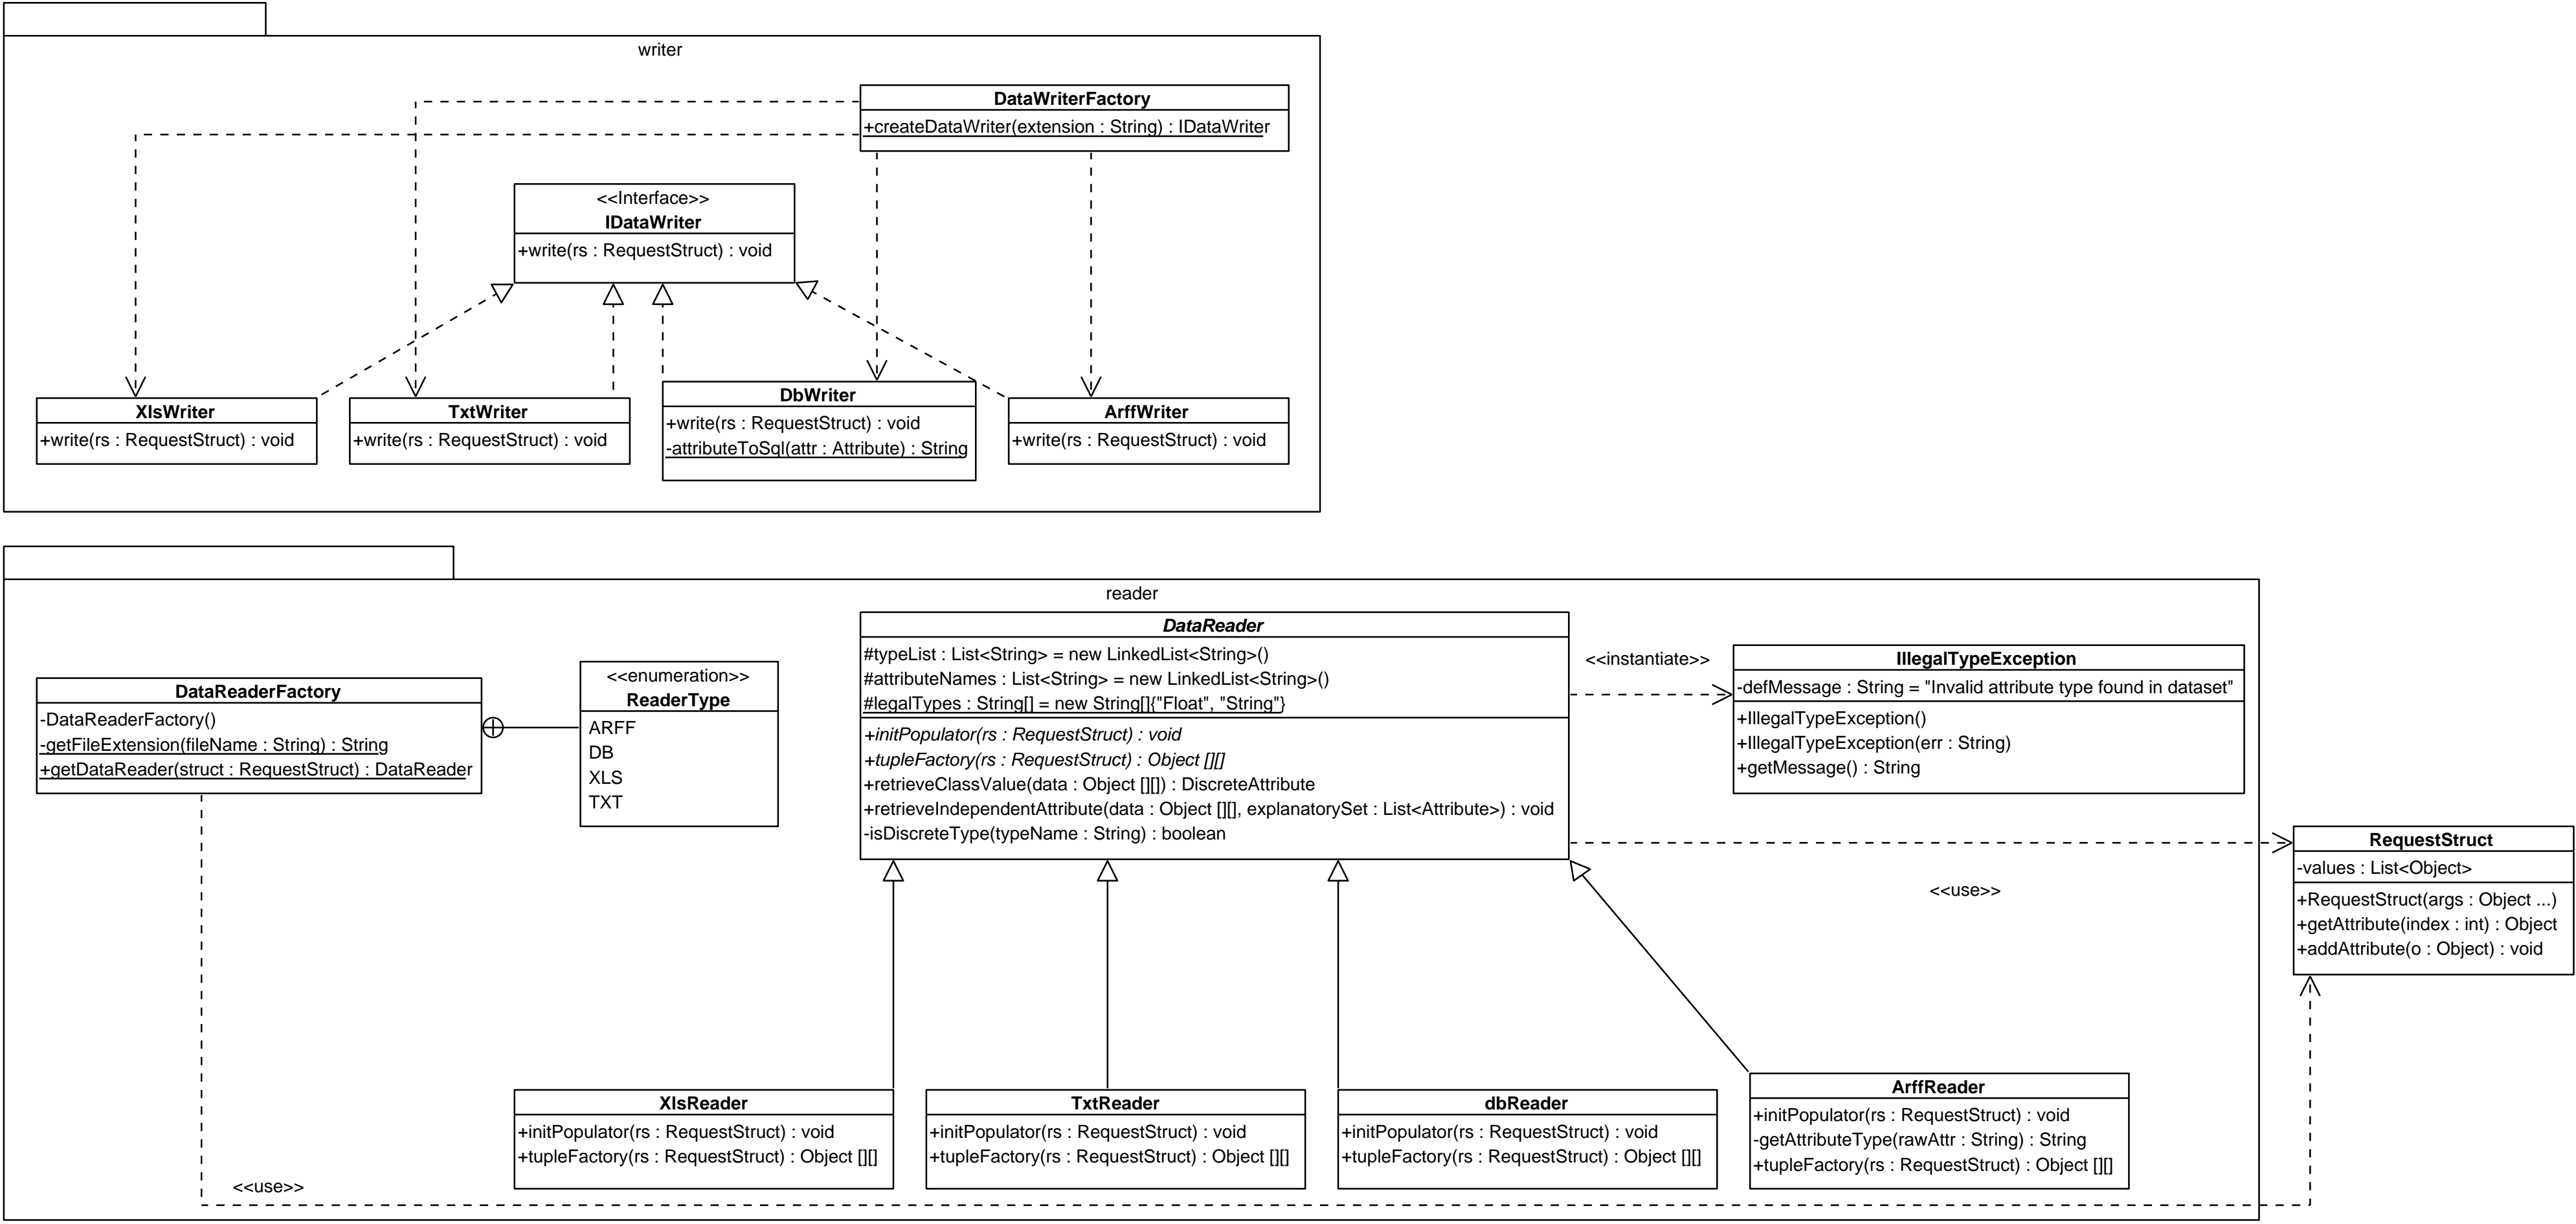 writer
DataWriterFactory
+createDataWriter(extension : String) : IDataWriter
<<Interface>>
IDataWriter
+write(rs : RequestStruct) : void
XlsWriter
+write(rs : RequestStruct) : void
TxtWriter
+write(rs : RequestStruct) : void
DbWriter
+write(rs : RequestStruct) : void
-attributeToSql(attr : Attribute) : String
ArffWriter
+write(rs : RequestStruct) : void
reader
DataReaderFactory
-DataReaderFactory()
-getFileExtension(fileName : String) : String
+getDataReader(struct : RequestStruct) : DataReader
<<enumeration>>
ReaderType
ARFF
DB
XLS
TXT
DataReader
#typeList : List<String> = new LinkedList<String>()
#attributeNames : List<String> = new LinkedList<String>()
#legalTypes : String[] = new String[]{"Float", "String"}
+initPopulator(rs : RequestStruct) : void
+tupleFactory(rs : RequestStruct) : Object [][]
+retrieveClassValue(data : Object [][]) : DiscreteAttribute
+retrieveIndependentAttribute(data : Object [][], explanatorySet : List<Attribute>) : void
-isDiscreteType(typeName : String) : boolean
<<instantiate>>
IllegalTypeException
-defMessage : String = "Invalid attribute type found in dataset"
+IllegalTypeException()
+IllegalTypeException(err : String)
+getMessage() : String
<<use>>
RequestStruct
-values : List<Object>
+RequestStruct(args : Object ...)
+getAttribute(index : int) : Object
+addAttribute(o : Object) : void
XlsReader
+initPopulator(rs : RequestStruct) : void
+tupleFactory(rs : RequestStruct) : Object [][]
TxtReader
+initPopulator(rs : RequestStruct) : void
+tupleFactory(rs : RequestStruct) : Object [][]
dbReader
+initPopulator(rs : RequestStruct) : void
+tupleFactory(rs : RequestStruct) : Object [][]
ArffReader
+initPopulator(rs : RequestStruct) : void
-getAttributeType(rawAttr : String) : String
+tupleFactory(rs : RequestStruct) : Object [][]
<<use>>